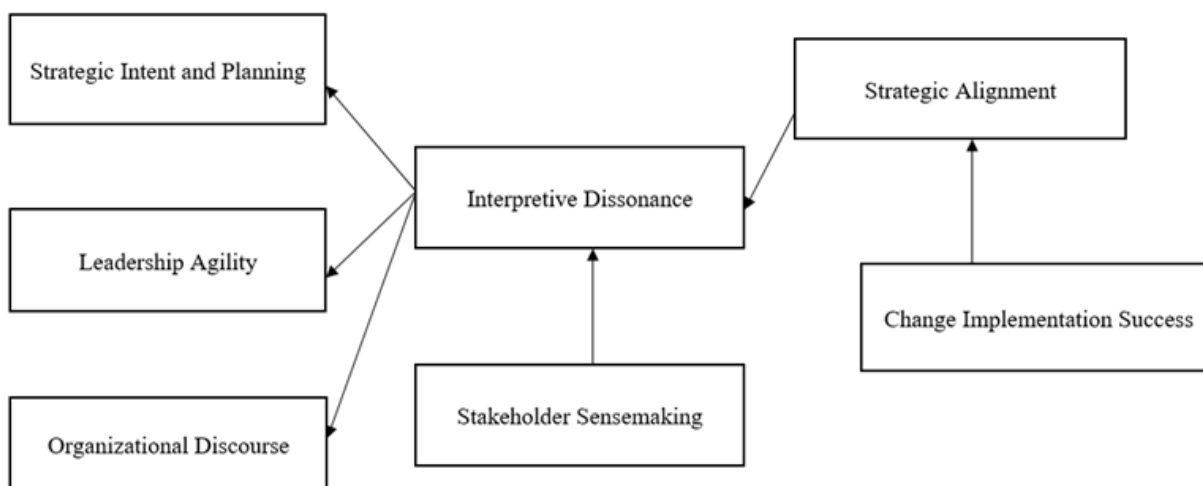 Strategic Intent and Planning
Strategic Alignment
Interpretive Dissonance
Leadership Agility
Change Implementation Success
Stakeholder Sensemaking
Organizational Discourse